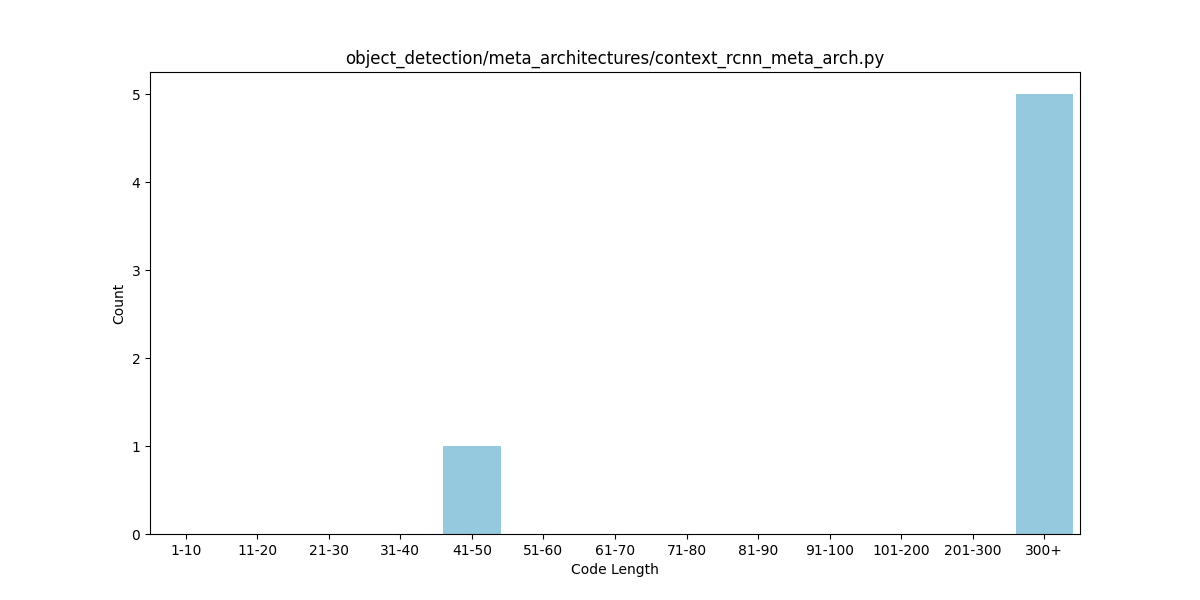 object_detection/meta_architectures/context_rcnn_meta_arch.py
5
4
3
2
1
0
Count
1-10 11-20 21-30 31-40 41-50 51-60 61-70 71-80 81-90 91-100 101-200 201-300 300+
Code Length